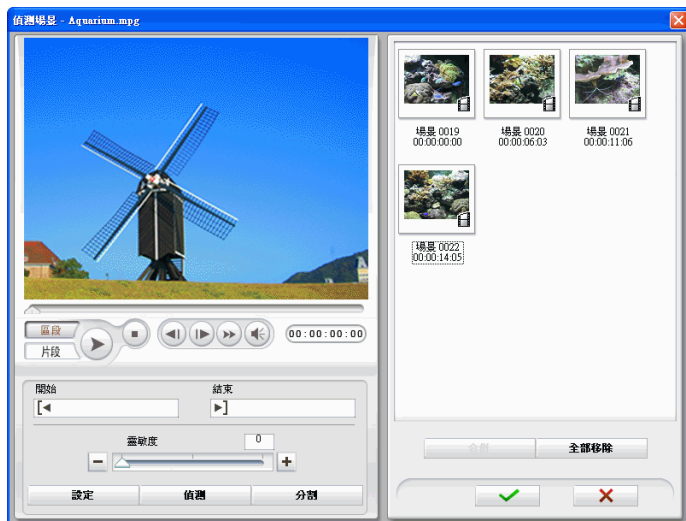 偵測場景 - Aquarium.mpg
區段
片段
00:00:00:00
開始
結束
靈敏度
0
設定
偵測
分割
場景 0019
00:00:00:00
場景 0020
00:00:06:03
場景 0021
00:00:11:06
場景 0022
00:00:14:05
全部移除